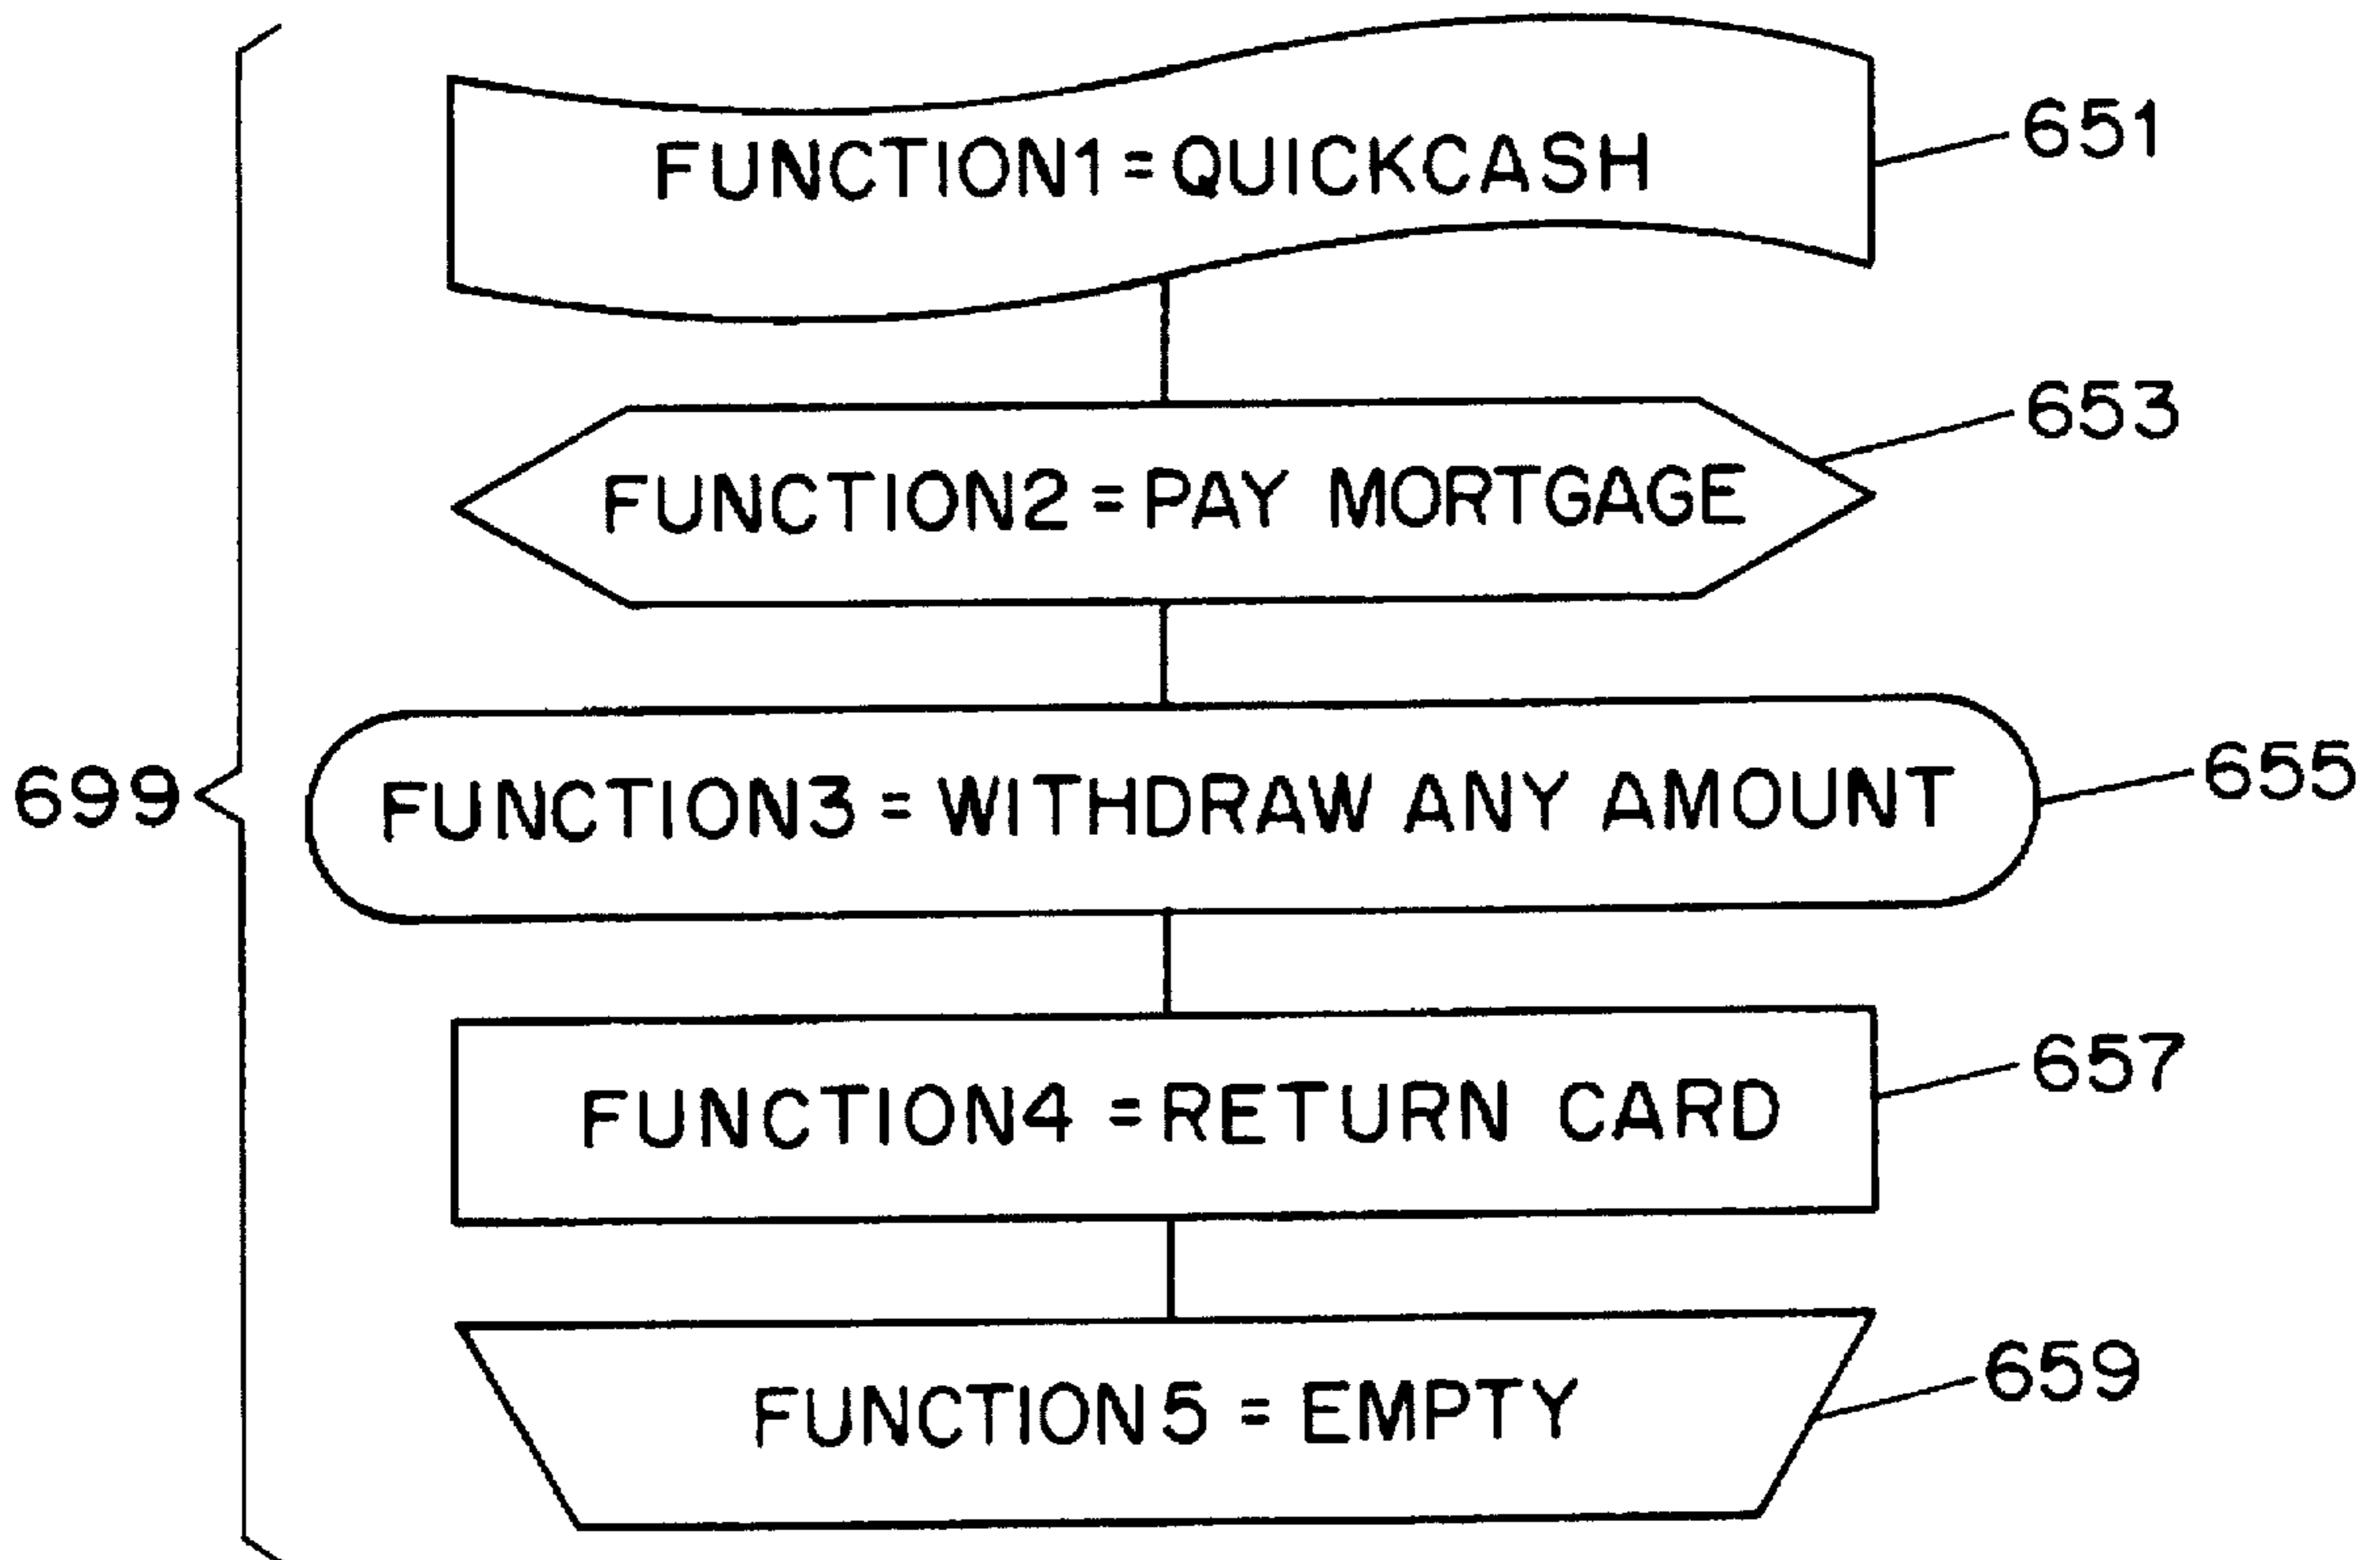 FUNCTION1=QUICKCASH
651
653
FUNCTION2=PAY MORTGAGE
699
FUNCTION3= WITHDRAW ANY AMOUNT
655
FUNCTION4 =RETURN CARD
657
FUNCTION5 = EMPTY
659